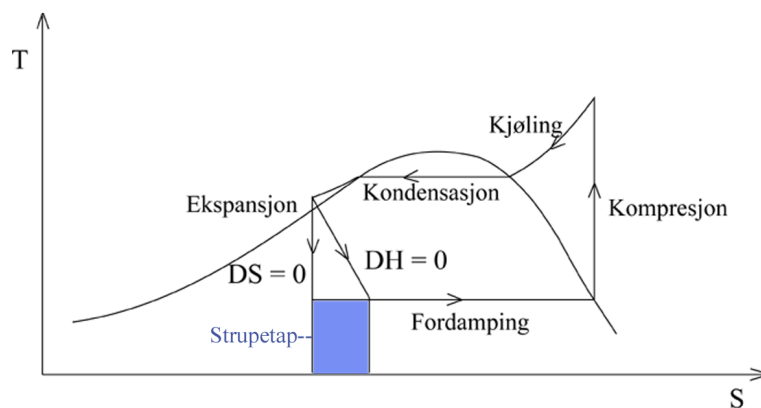 T
Kjøling
Kondensasjon
Ekspansjon
Kompresjon
DS = 0
DH = 0
Fordamping
Strupetap--
S